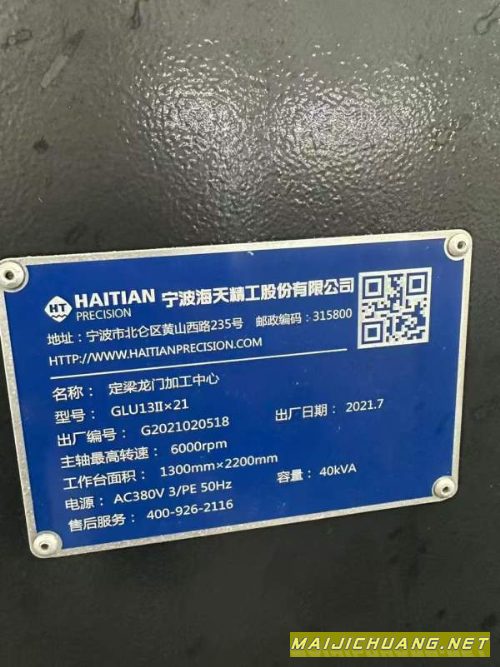 HT HAITIAN PRECISION 宁波海天精工股份有限公司
地址：宁波市北仑区黄山西路235号 邮政编码：315800
HTTP://WWW.HAITIANPRECISION.COM
名称： 定梁龙门加工中心
型号： GLU13II×21
出厂编号： G2021020518 出厂日期： 2021.7
主轴最高转速： 6000rpm
工作台面积： 1300mm×2200mm
电源： AC380V 3/PE 50Hz 容量： 40kVA
售后服务： 400-926-2116
MAIJICHUANG.NET